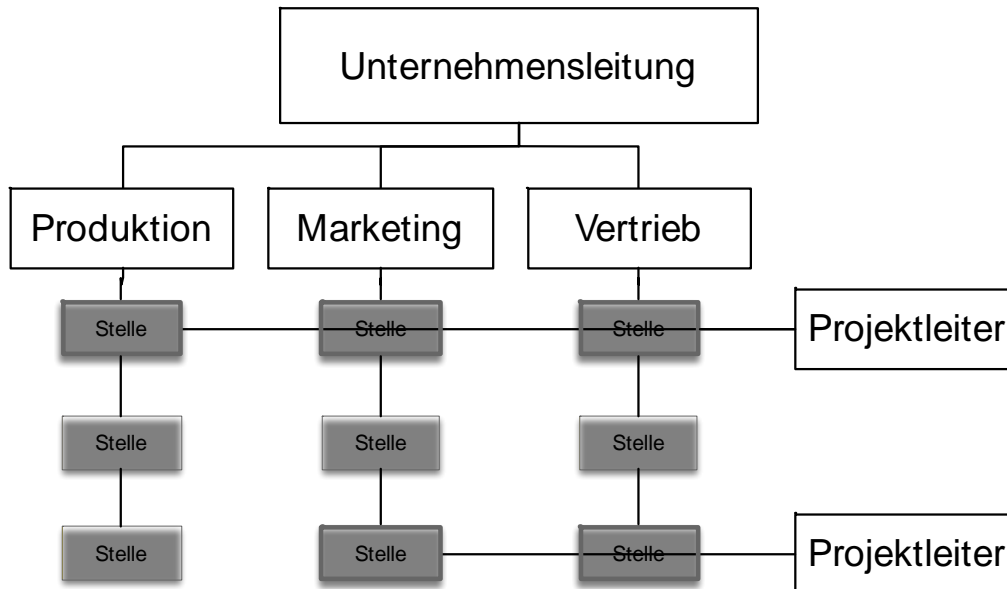 Unternehmensleitung
Produktion Marketing Vertrieb
Stelle Stelle Stelle Projektleiter
Stelle Stelle Stelle
Stelle Stelle Stelle Projektleiter